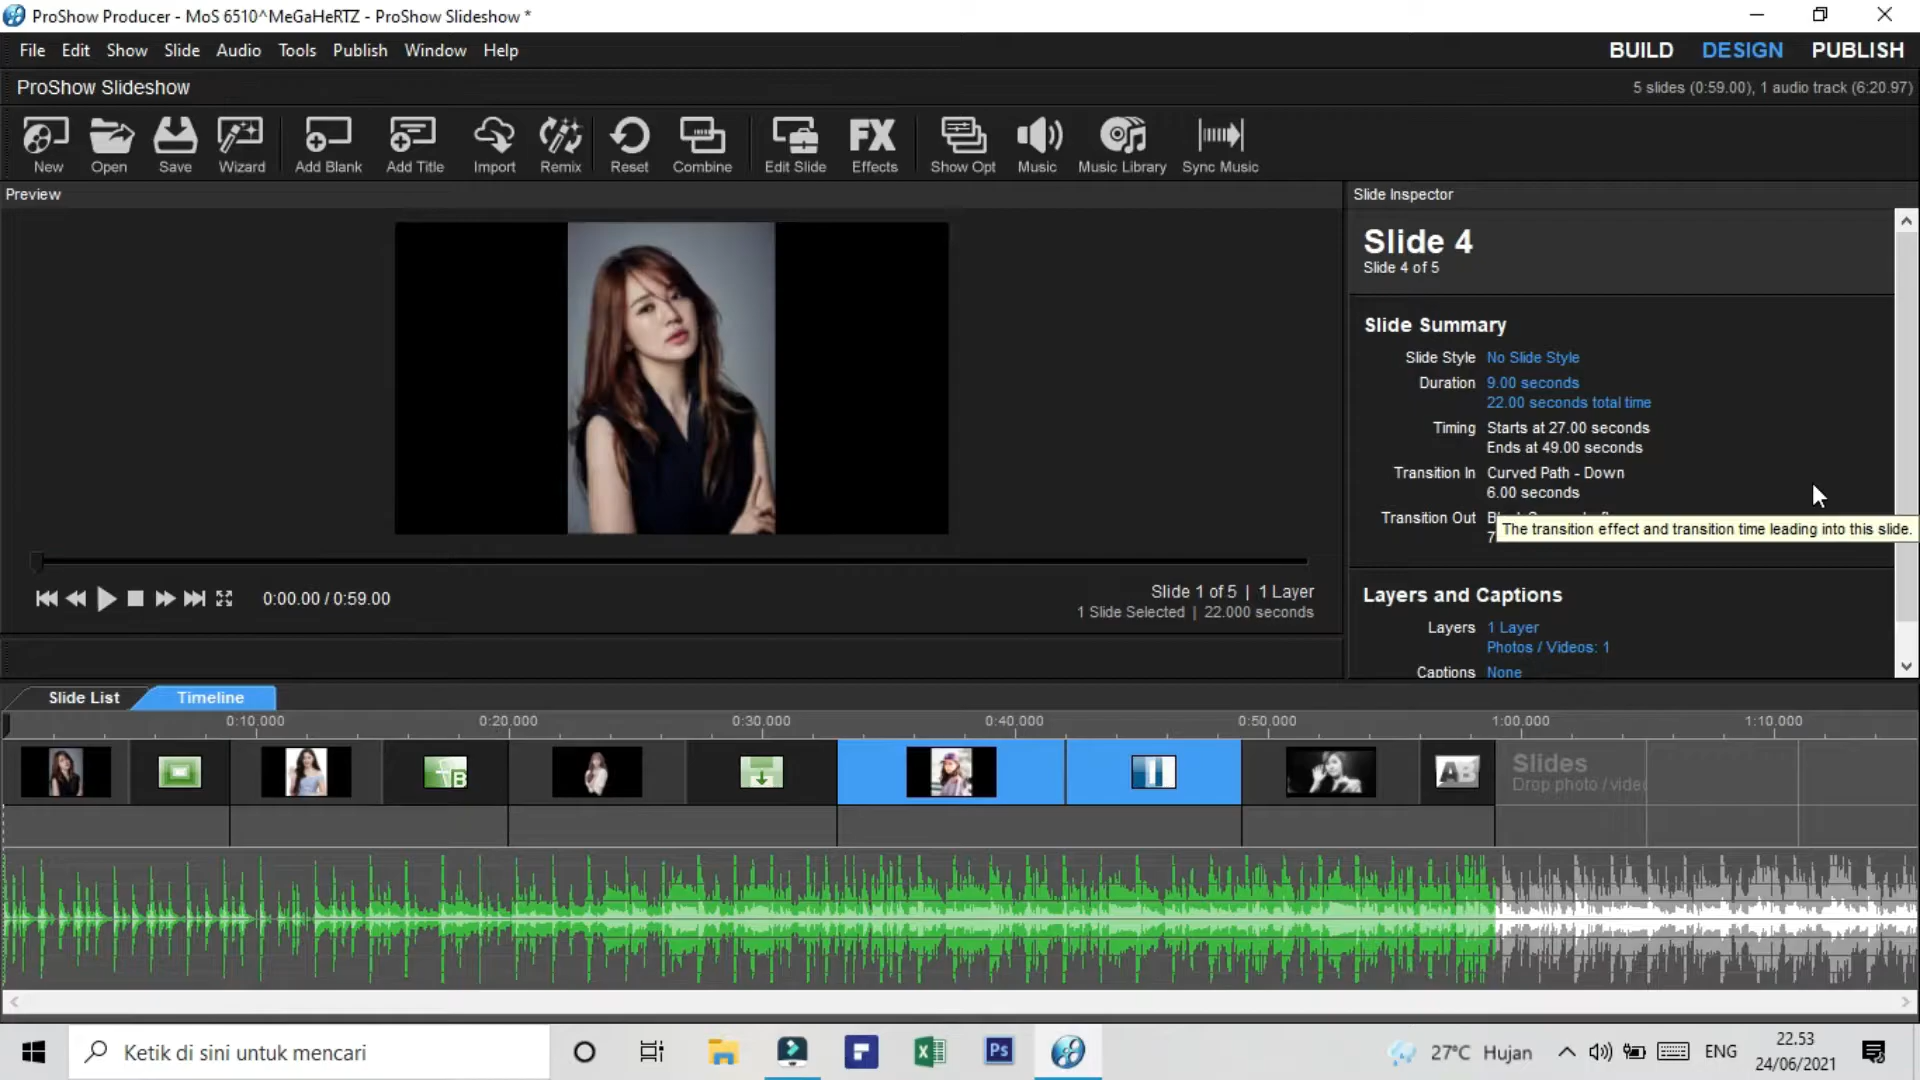 ProShow Producer - MoS 6510^MeGaHeRTZ - ProShow Slideshow *
File Edit Show Slide Audio Tools Publish Window Help
BUILD DESIGN PUBLISH
ProShow Slideshow
5 slides (0:59.00), 1 audio track (6:20.97)
New Open Save Wizard Add Blank Add Title Import Remix Reset Combine Edit Slide Effects Show Opt Music Music Library Sync Music
FX
Preview
Slide Inspector
Slide 4
Slide 4 of 5
Slide Summary
Slide Style No Slide Style
Duration 9.00 seconds
22.00 seconds total time
Timing Starts at 27.00 seconds
Ends at 49.00 seconds
Transition In Curved Path - Down
6.00 seconds
Transition Out
The transition effect and transition time leading into this slide.
7
Layers and Captions
Layers 1 Layer
Photos / Videos: 1
Captions None
0:00.00 / 0:59.00
Slide 1 of 5 | 1 Layer
1 Slide Selected | 22.000 seconds
Slide List Timeline
0:10.000 0:20.000 0:30.000 0:40.000 0:50.000 1:00.000 1:10.000
B
AB
Slides
Drop photo / video
Ketik di sini untuk mencari
Ps
27°C Hujan
ENG
22.53
24/06/2021